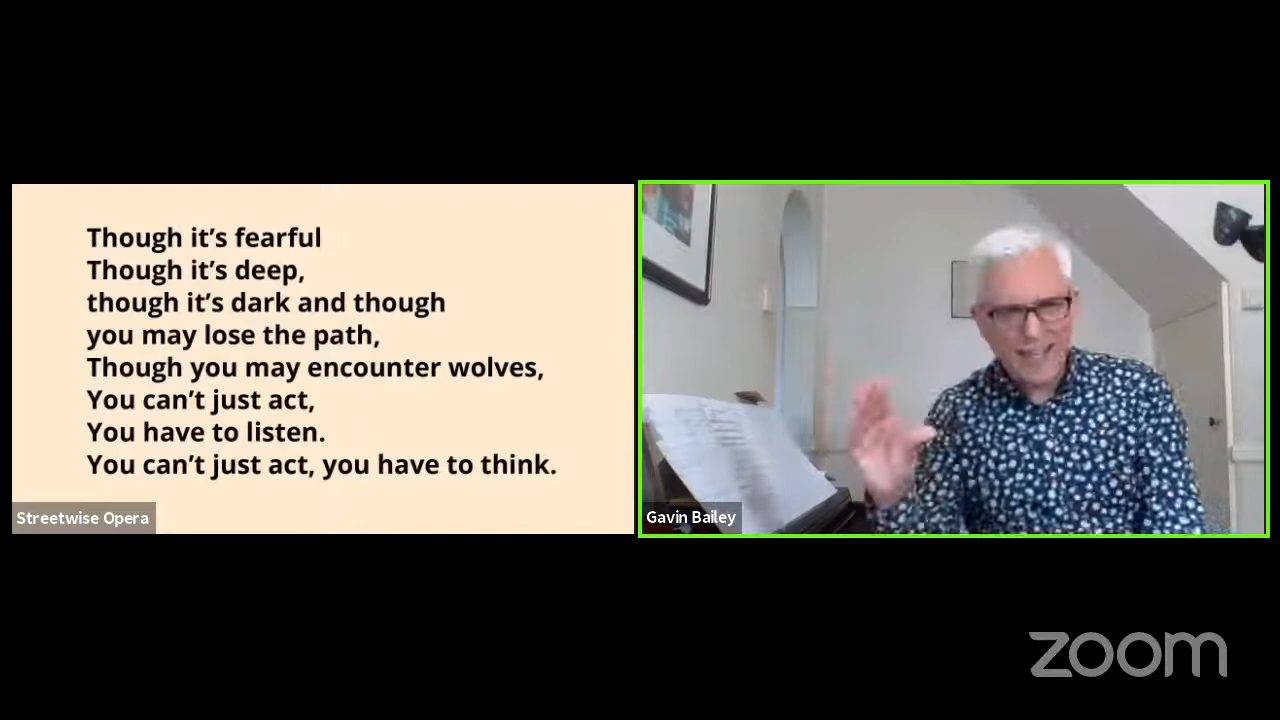 Though it’s fearful
Though it’s deep,
though it’s dark and though
you may lose the path,
Though you may encounter wolves,
You can’t just act,
You have to listen.
You can’t just act, you have to think.
Streetwise Opera
Gavin Bailey
zoom